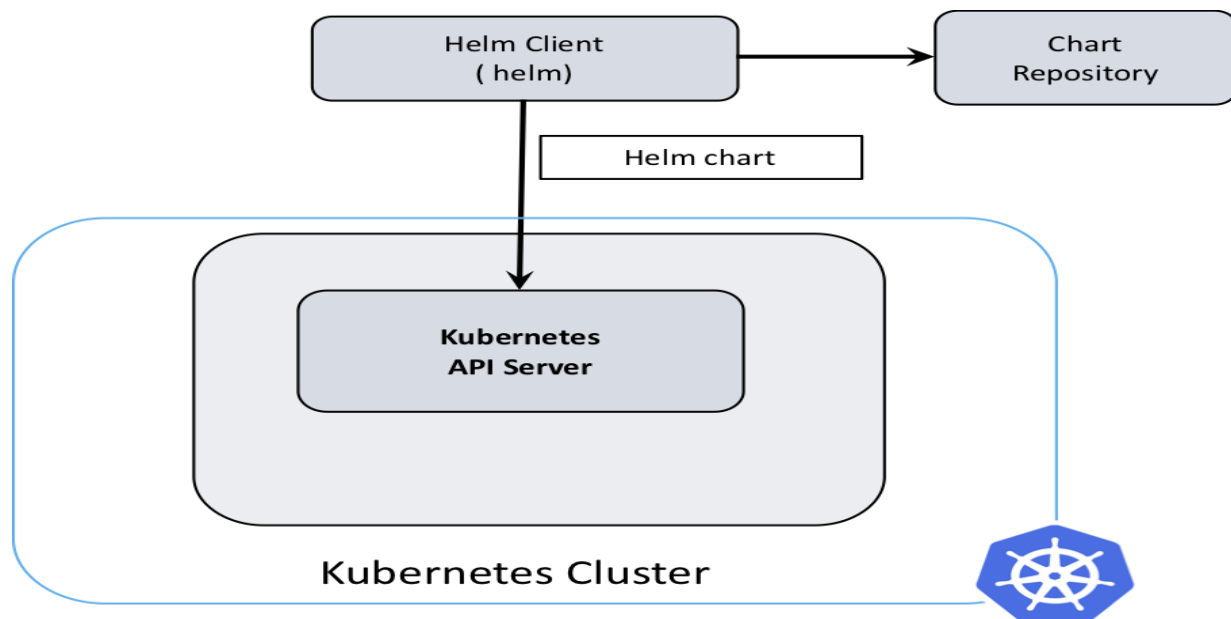 Helm Client
( helm)
Chart
Repository
Helm chart
Kubernetes
API Server
Kubernetes Cluster